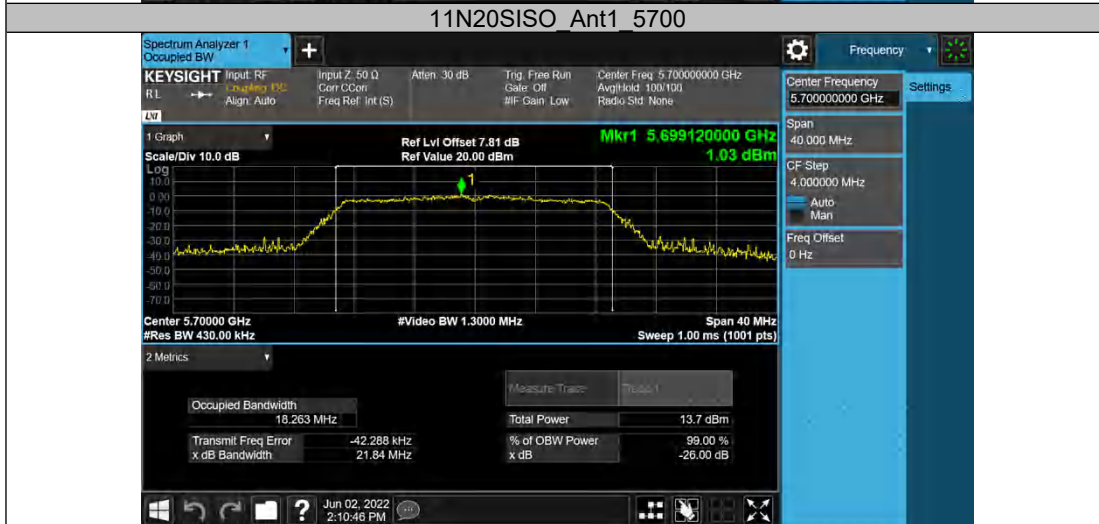 11N20SISO_Ant1_5700
Spectrum Analyzer 1
Occupied BW
+
Frequency
KEYSIGHT Input: RF Input Z: 50 Ω Atten: 30 dB Trig: Free Run Center Freq: 5.700000000 GHz
RL Coupling: DC Corr CCorr Gate: Off Avg|Hold: 100/100
Align: Auto Freq Ref: Int (S) #IF Gain: Low Radio Std: None
LXI
Center Frequency
5.700000000 GHz
Settings
Span
40.000 MHz
CF Step
4.000000 MHz
Auto
Man
Freq Offset
0 Hz
1 Graph
Ref Lvl Offset 7.81 dB
Mkr1 5.699120000 GHz
Scale/Div 10.0 dB Ref Value 20.00 dBm 1.03 dBm
Log
10.0
0.00
-10.0
-20.0
-30.0
-40.0
-50.0
-60.0
-70.0
1
Center 5.70000 GHz #Video BW 1.3000 MHz Span 40 MHz
#Res BW 430.00 kHz Sweep 1.00 ms (1001 pts)
2 Metrics
Measure Trace Trace 1
Occupied Bandwidth
18.263 MHz
Total Power 13.7 dBm
Transmit Freq Error -42.288 kHz % of OBW Power 99.00 %
x dB Bandwidth 21.84 MHz x dB -26.00 dB
?
Jun 02, 2022
2:10:46 PM